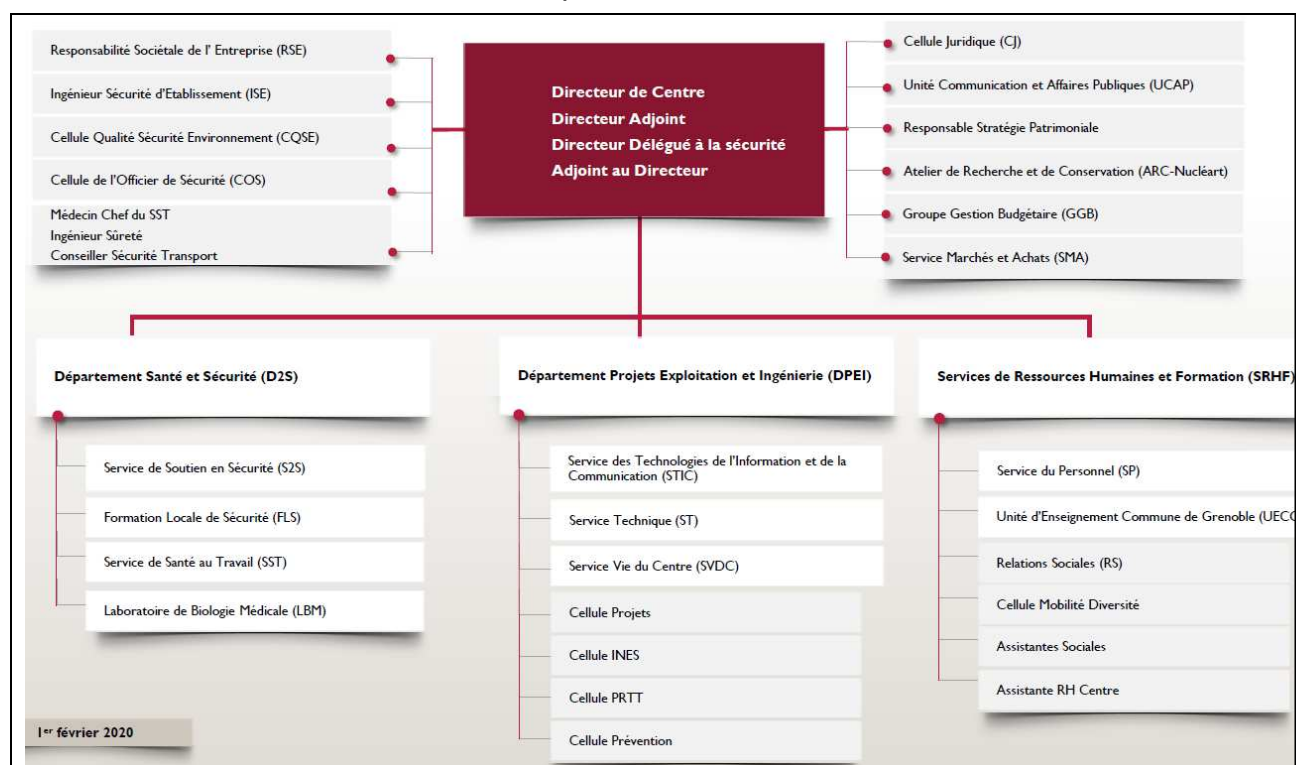 Responsabilité Sociétale de l' Entreprise (RSE)
Ingénieur Sécurité d'Etablissement (ISE)
Cellule Qualité Sécurité Environnement (CQSE)
Cellule de l'Officier de Sécurité (COS)
Médecin Chef du SST
Ingénieur Sûreté
Conseiller Sécurité Transport
Directeur de Centre
Directeur Adjoint
Directeur Délégué à la sécurité
Adjoint au Directeur
Cellule Juridique (CJ)
Unité Communication et Affaires Publiques (UCAP)
Responsable Stratégie Patrimoniale
Atelier de Recherche et de Conservation (ARC-Nucléart)
Groupe Gestion Budgétaire (GGB)
Service Marchés et Achats (SMA)
Département Santé et Sécurité (D2S)
Service de Soutien en Sécurité (S2S)
Formation Locale de Sécurité (FLS)
Service de Santé au Travail (SST)
Laboratoire de Biologie Médicale (LBM)
Département Projets Exploitation et Ingénierie (DPEI)
Service des Technologies de l'Information et de la
Communication (STIC)
Service Technique (ST)
Service Vie du Centre (SVDC)
Cellule Projets
Cellule INES
Cellule PRTT
Cellule Prévention
Services de Ressources Humaines et Formation (SRHF)
Service du Personnel (SP)
Unité d'Enseignement Commune de Grenoble (UECG
Relations Sociales (RS)
Cellule Mobilité Diversité
Assistantes Sociales
Assistante RH Centre
1er février 2020